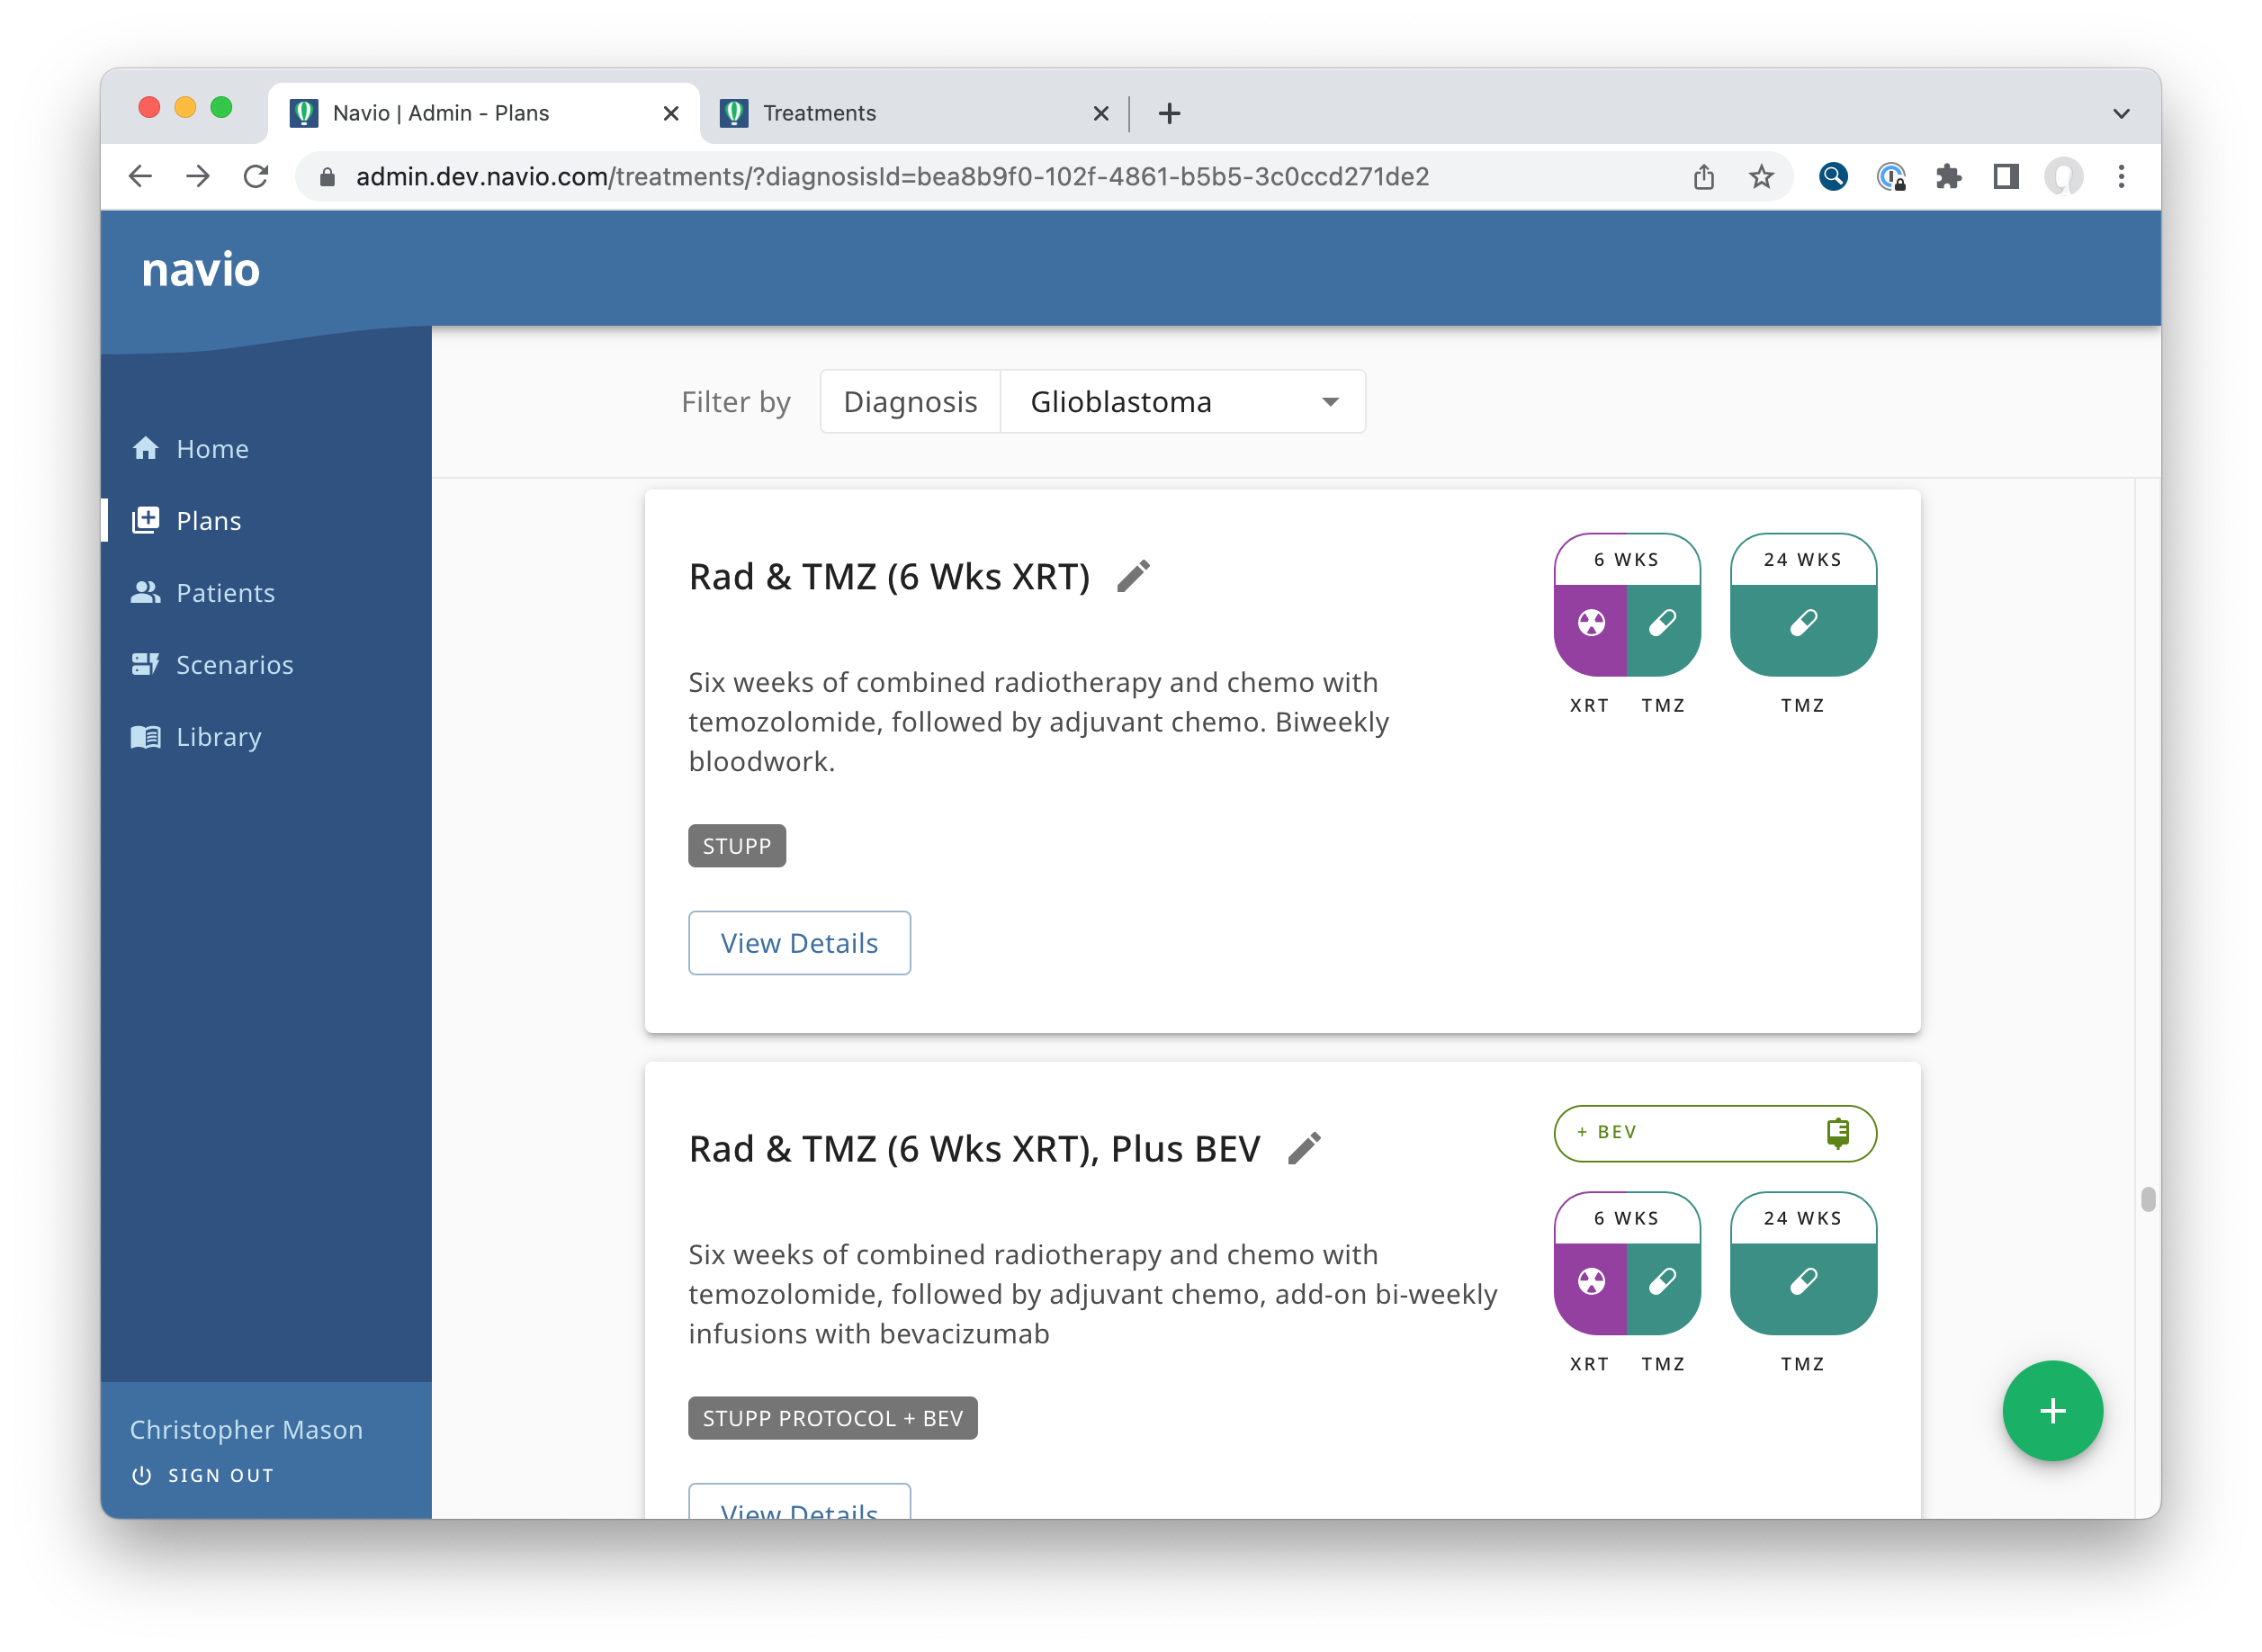 Navio | Admin - Plans
Treatments
admin.dev.navio.com/treatments/?diagnosisId=bea8b9f0-102f-4861-b5b5-3c0ccd271de2
navio
Home
Plans
Patients
Scenarios
Library
Christopher Mason
SIGN OUT
Filter by
Diagnosis
Glioblastoma
Rad & TMZ (6 Wks XRT)
Six weeks of combined radiotherapy and chemo with
temozolomide, followed by adjuvant chemo. Biweekly
bloodwork.
STUPP
View Details
6 WKS
24 WKS
XRT TMZ
TMZ
Rad & TMZ (6 Wks XRT), Plus BEV
Six weeks of combined radiotherapy and chemo with
temozolomide, followed by adjuvant chemo, add-on bi-weekly
infusions with bevacizumab
STUPP PROTOCOL + BEV
View Details
+ BEV
6 WKS
24 WKS
XRT TMZ
TMZ